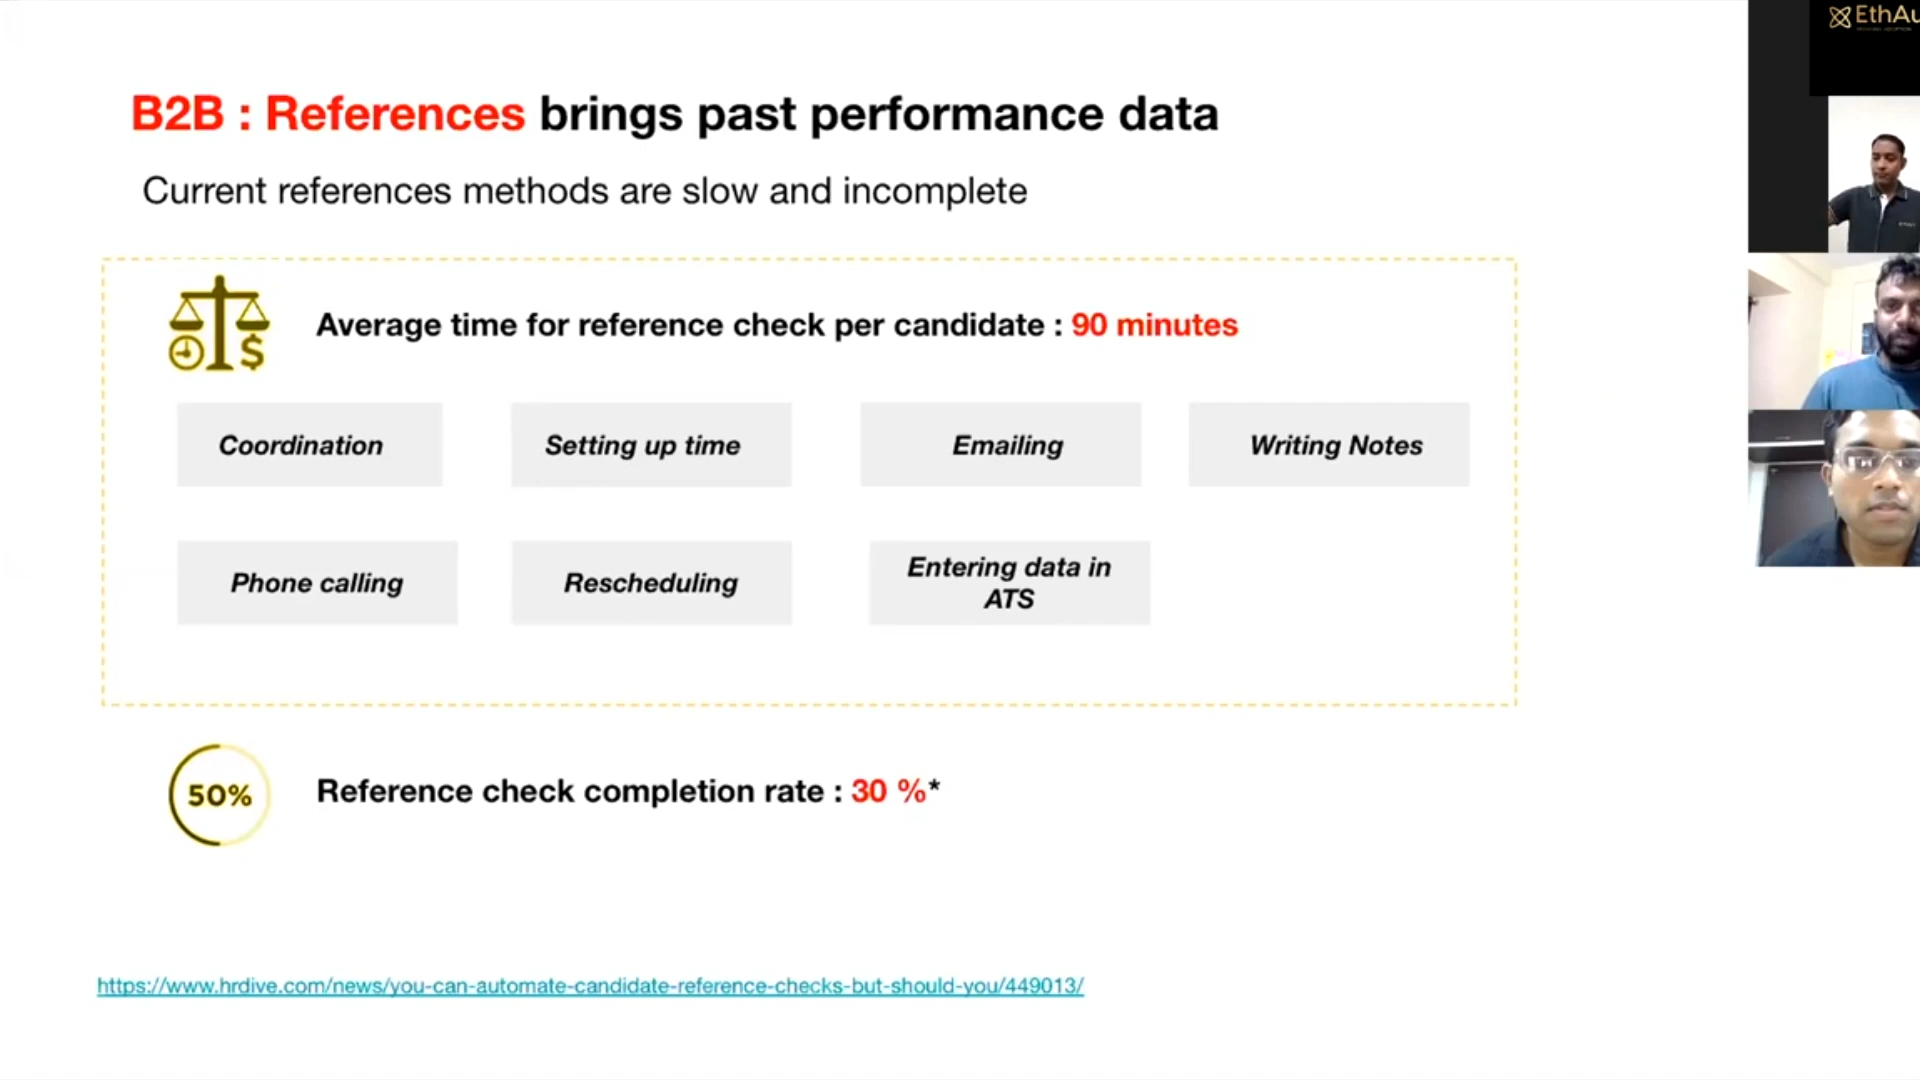 EthAu
B2B : References brings past performance data
Current references methods are slow and incomplete
Average time for reference check per candidate : 90 minutes
$
Coordination
Setting up time
Emailing
Writing Notes
Phone calling
Rescheduling
Entering data in
ATS
50%
Reference check completion rate : 30 %*
https://www.hrdive.com/news/you-can-automate-candidate-reference-checks-but-should-you/449013/